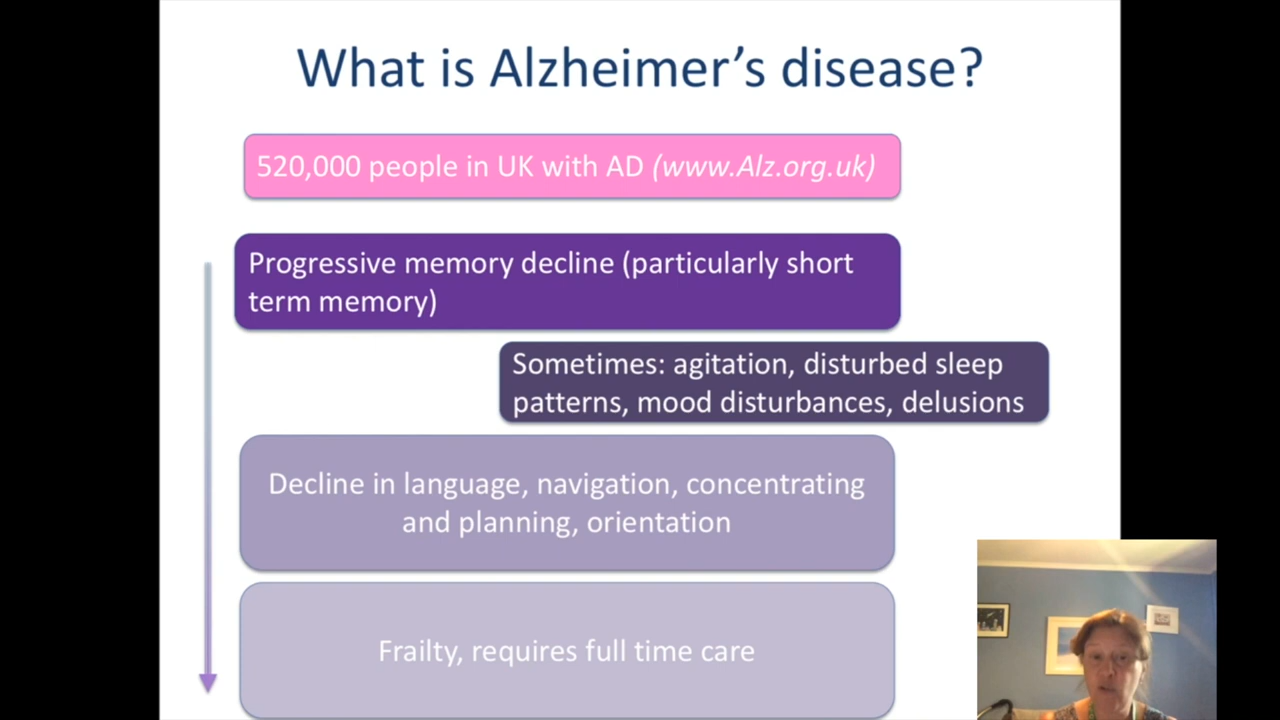 What is Alzheimer’s disease?
520,000 people in UK with AD (www.Alz.org.uk)
Progressive memory decline (particularly short
term memory)
Sometimes: agitation, disturbed sleep
patterns, mood disturbances, delusions
Decline in language, navigation, concentrating
and planning, orientation
Frailty, requires full time care